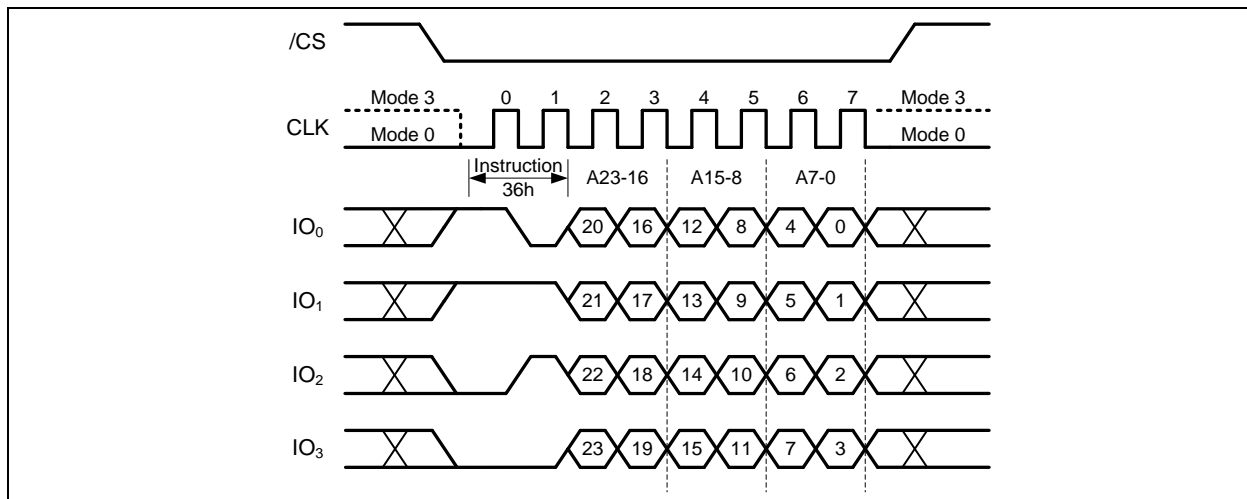 /CS
Mode 3 0 1 2 3 4 5 6 7 Mode 3
CLK
Mode 0 Mode 0
Instruction
36h
A23-16 A15-8 A7-0
IO₀ 20 16 12 8 4 0
IO₁ 21 17 13 9 5 1
IO₂ 22 18 14 10 6 2
IO₃ 23 19 15 11 7 3